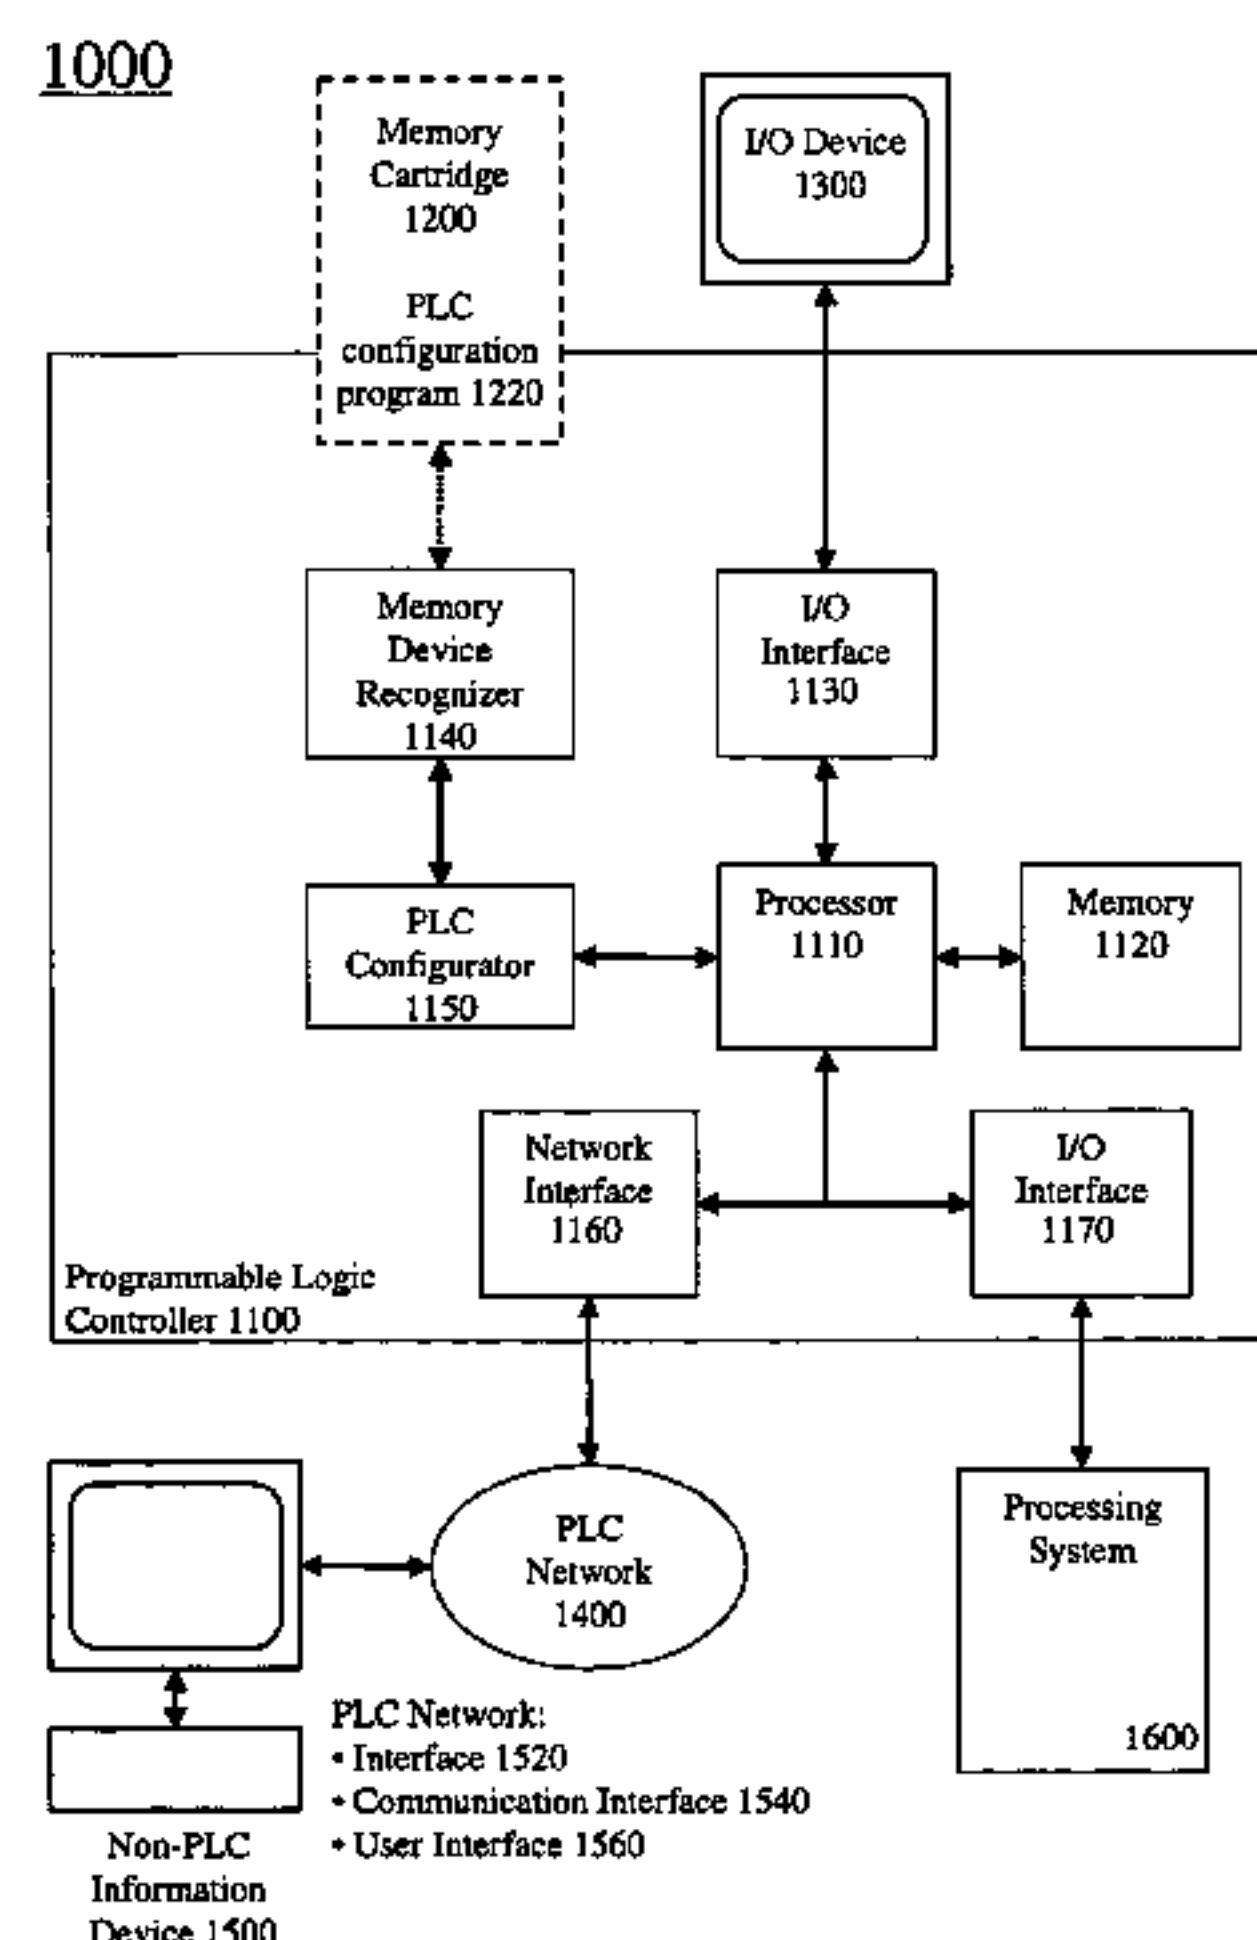 1000
Memory
Cartridge
1200
PLC
configuration
program 1220
I/O Device
1300
Memory
Device
Recognizer
1140
I/O
Interface
1130
PLC
Configurator
1150
Processor
1110
Memory
1120
Network
Interface
1160
I/O
Interface
1170
Programmable Logic
Controller 1100
PLC
Network
1400
Processing
System
1600
PLC Network:
• Interface 1520
• Communication Interface 1540
• User Interface 1560
Non-PLC
Information
Device 1500